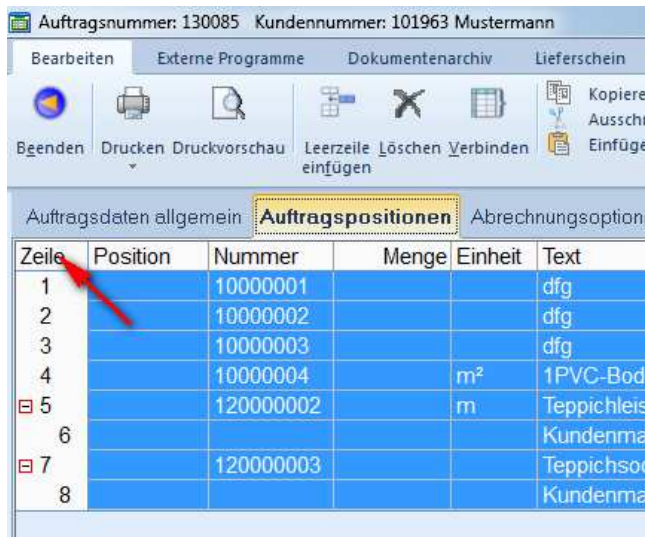 Auftragsnummer: 130085 Kundennummer: 101963 Mustermann
Bearbeiten Externe Programme Dokumentenarchiv Lieferschein
Beenden Drucken Druckvorschau Leerzeile einfügen Löschen Verbinden
Kopiere
Ausschn
Einfüge
Auftragsdaten allgemein Auftragspositionen Abrechnungsoption
Zeile Position Nummer Menge Einheit Text
1 10000001 dfg
2 10000002 dfg
3 10000003 dfg
4 10000004 m² 1PVC-Bod
5 120000002 m Teppichleis
6 Kundenma
7 120000003 Teppichsoc
8 Kundenma